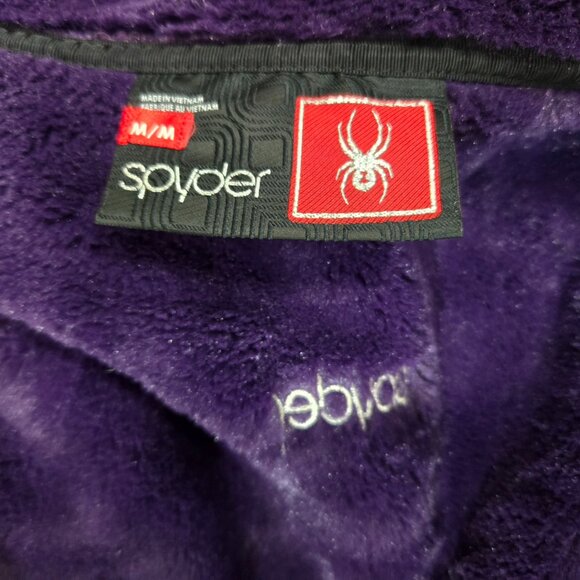 MADE IN VIETNAM
FABRIQUE AU VIETNAM
M/M
spyder
spyder